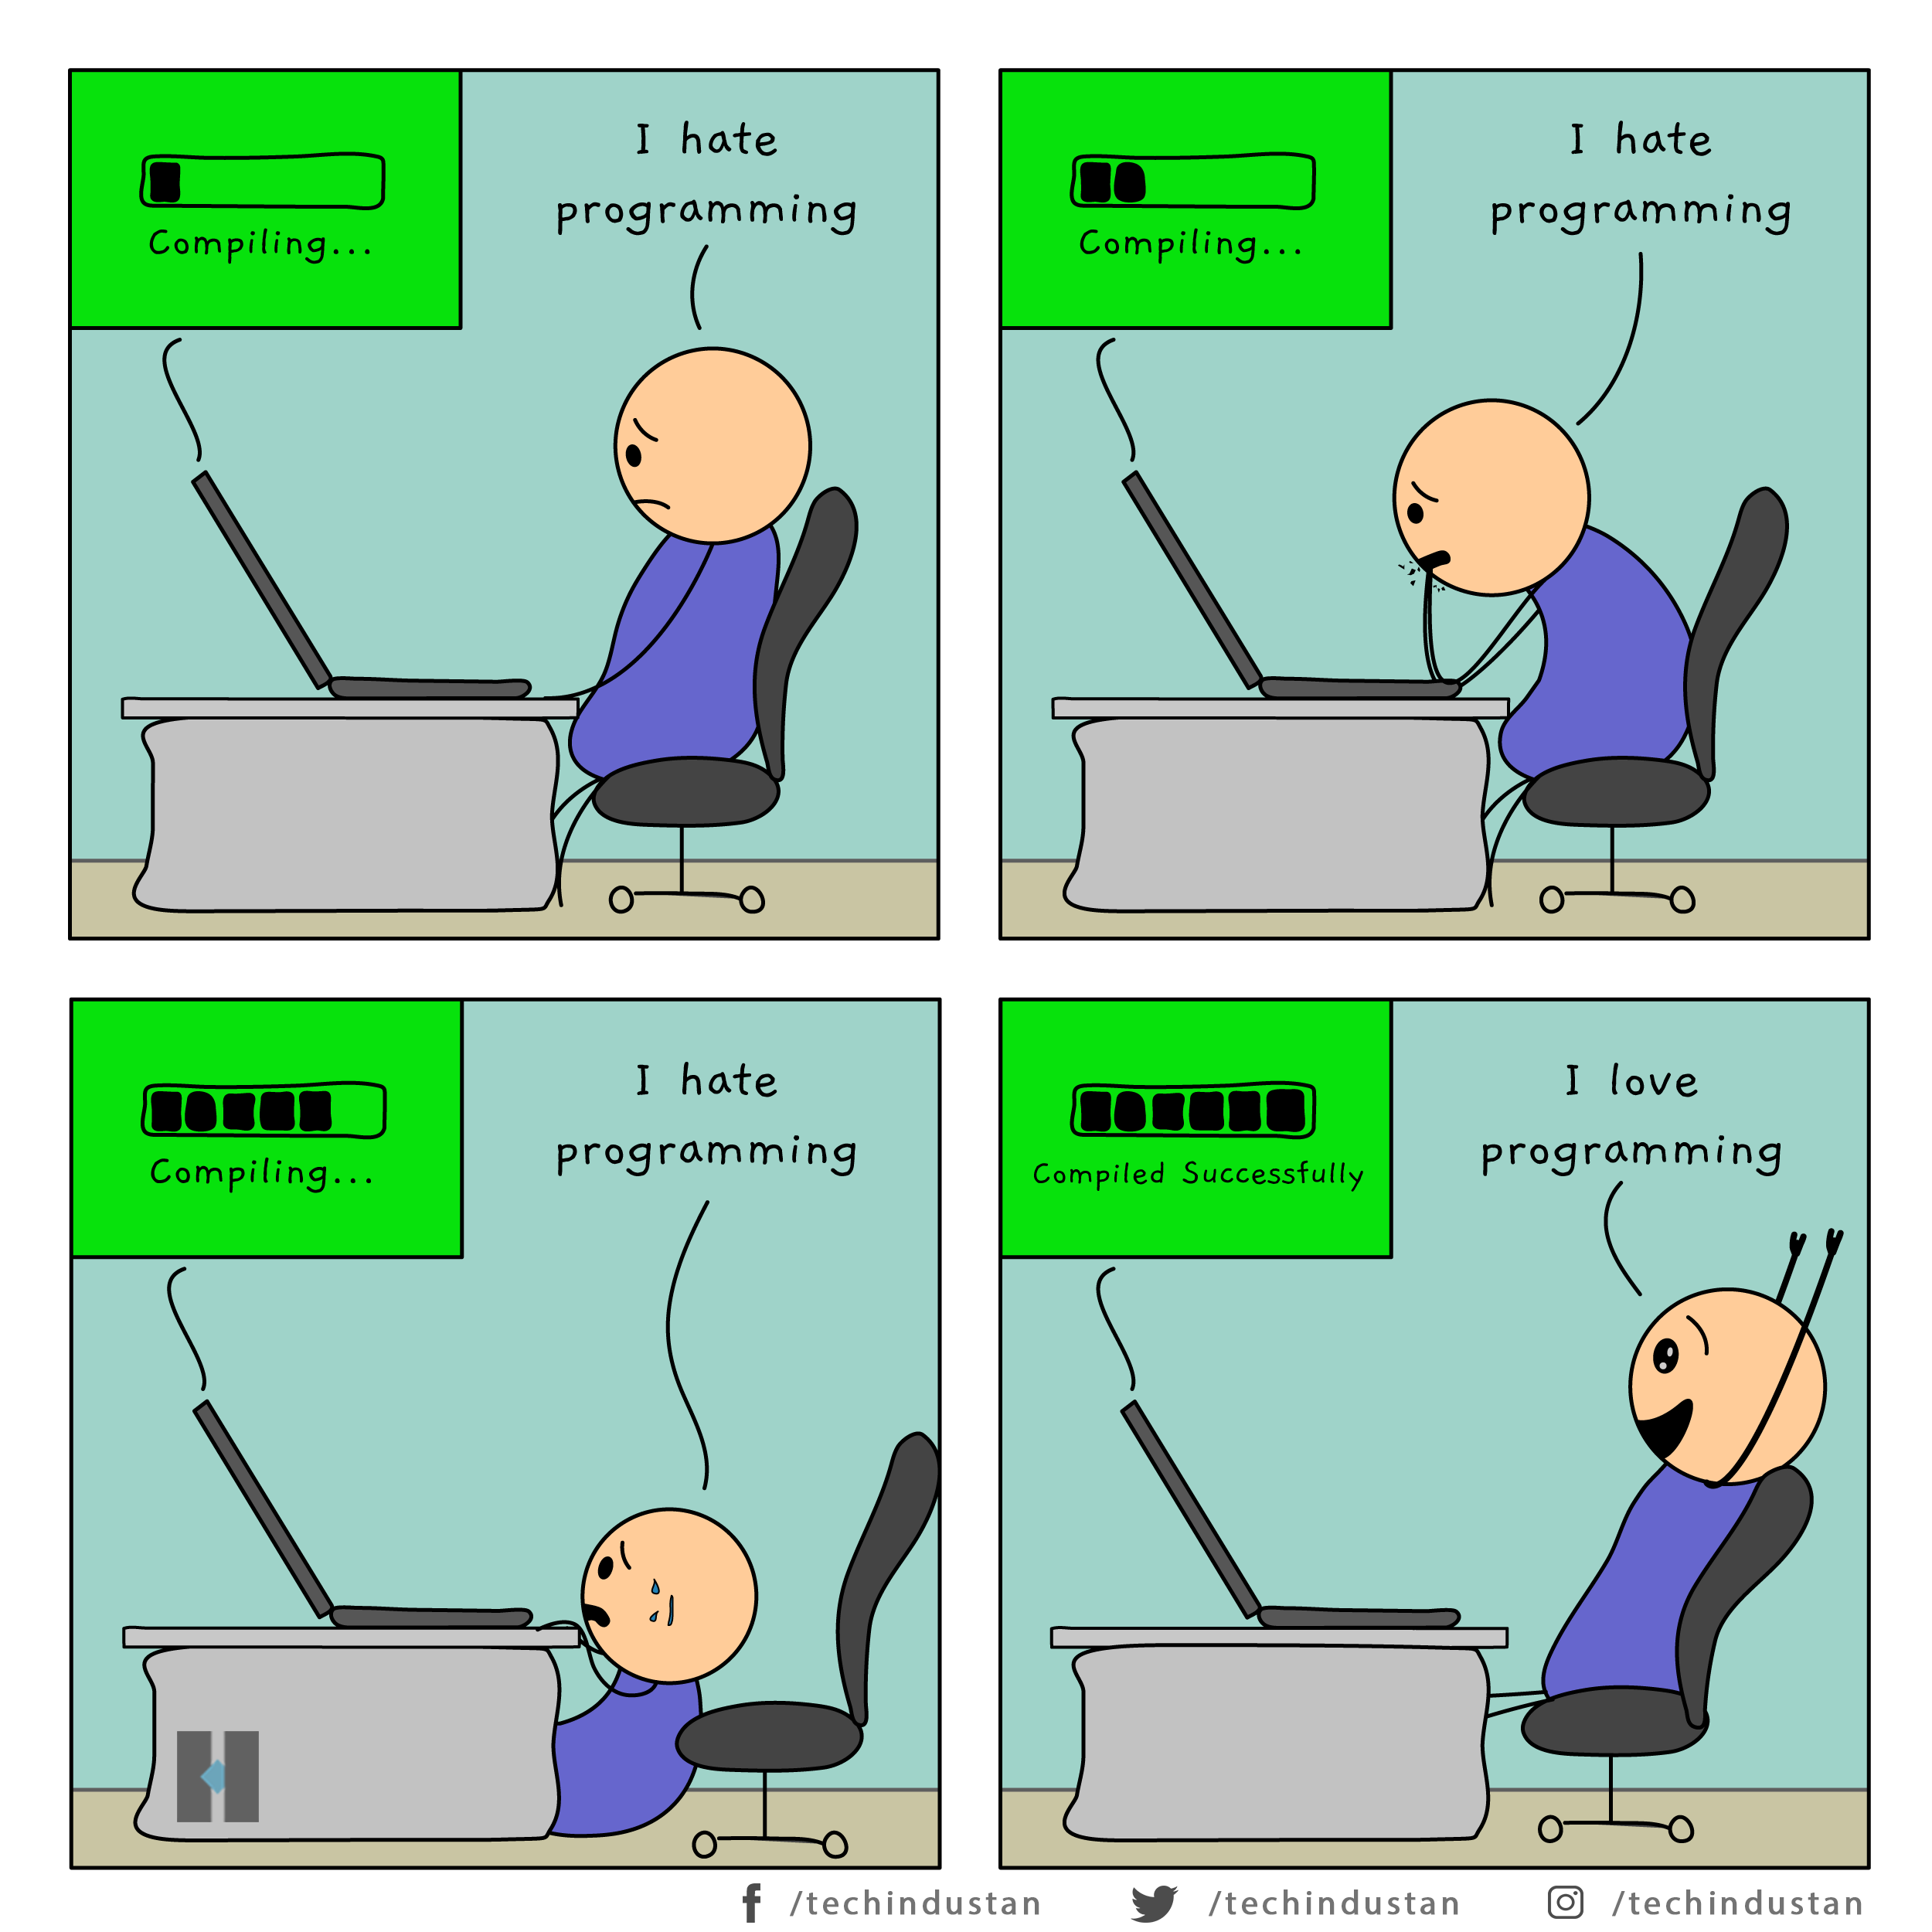 Compiling...
I hate
programming
Compiling...
I hate
programming
Compiling...
I hate
programming
Compiled Successfully
I love
programming
/techindustan
/techindustan
/techindustan